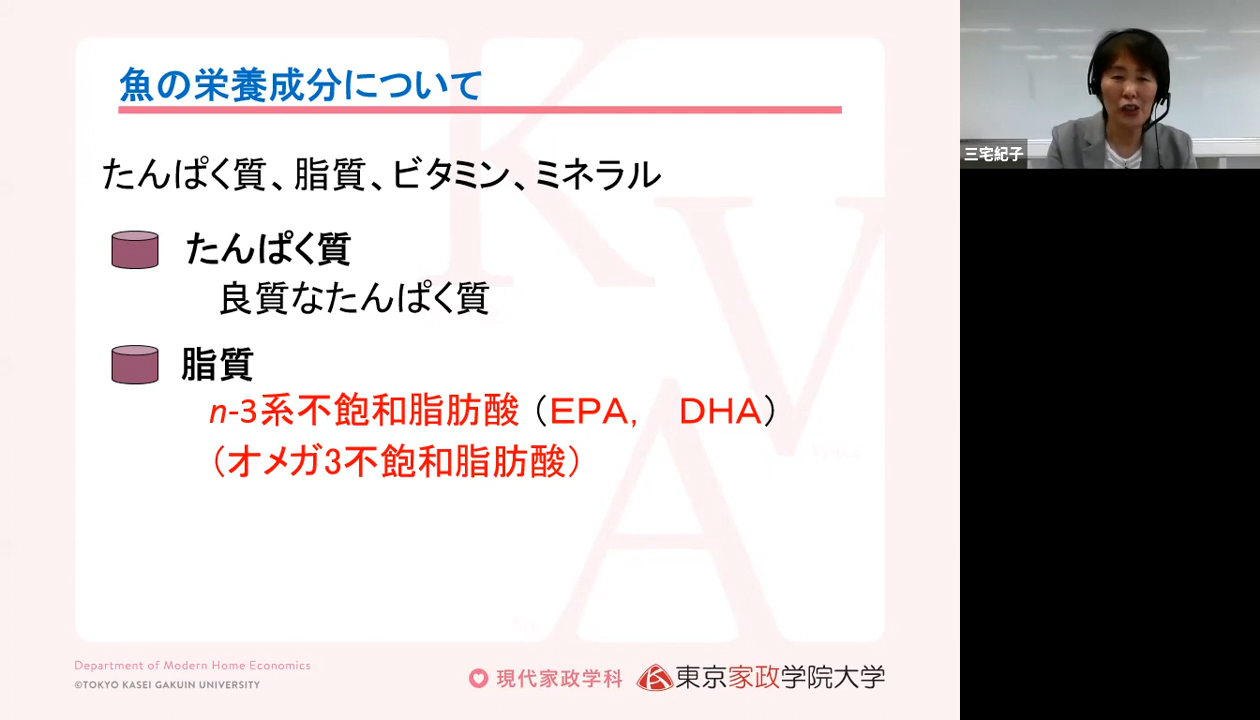 魚の栄養成分について
たんぱく質、脂質、ビタミン、ミネラル
たんぱく質
良質なたんぱく質
脂質
n-3系不飽和脂肪酸（EPA, DHA）
（オメガ3不飽和脂肪酸）
三宅紀子
Department of Modern Home Economics
©TOKYO KASEI GAKUIN UNIVERSITY
現代家政学科
東京家政学院大学
KVA